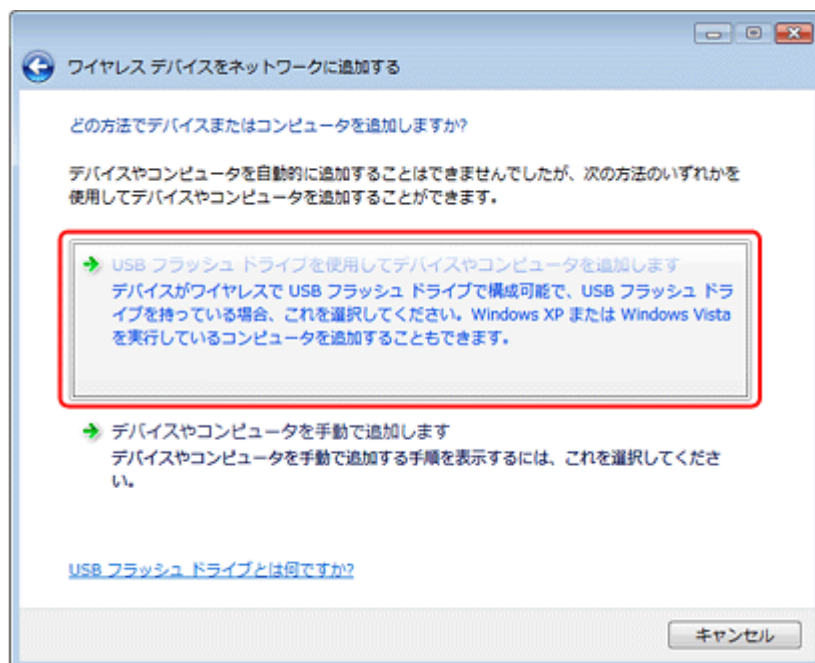 ワイヤレス デバイスをネットワークに追加する
どの方法でデバイスまたはコンピュータを追加しますか?
デバイスやコンピュータを自動的に追加することはできませんでしたが、次の方法のいずれかを
使用してデバイスやコンピュータを追加することができます。
USB フラッシュ ドライブを使用してデバイスやコンピュータを追加します
デバイスがワイヤレスで USB フラッシュ ドライブで構成可能で、USB フラッシュ ドラ
イブを持っている場合、これを選択してください。Windows XP または Windows Vista
を実行しているコンピュータを追加することもできます。
デバイスやコンピュータを手動で追加します
デバイスやコンピュータを手動で追加する手順を表示するには、これを選択してくださ
い。
USB フラッシュ ドライブとは何ですか?
キャンセル